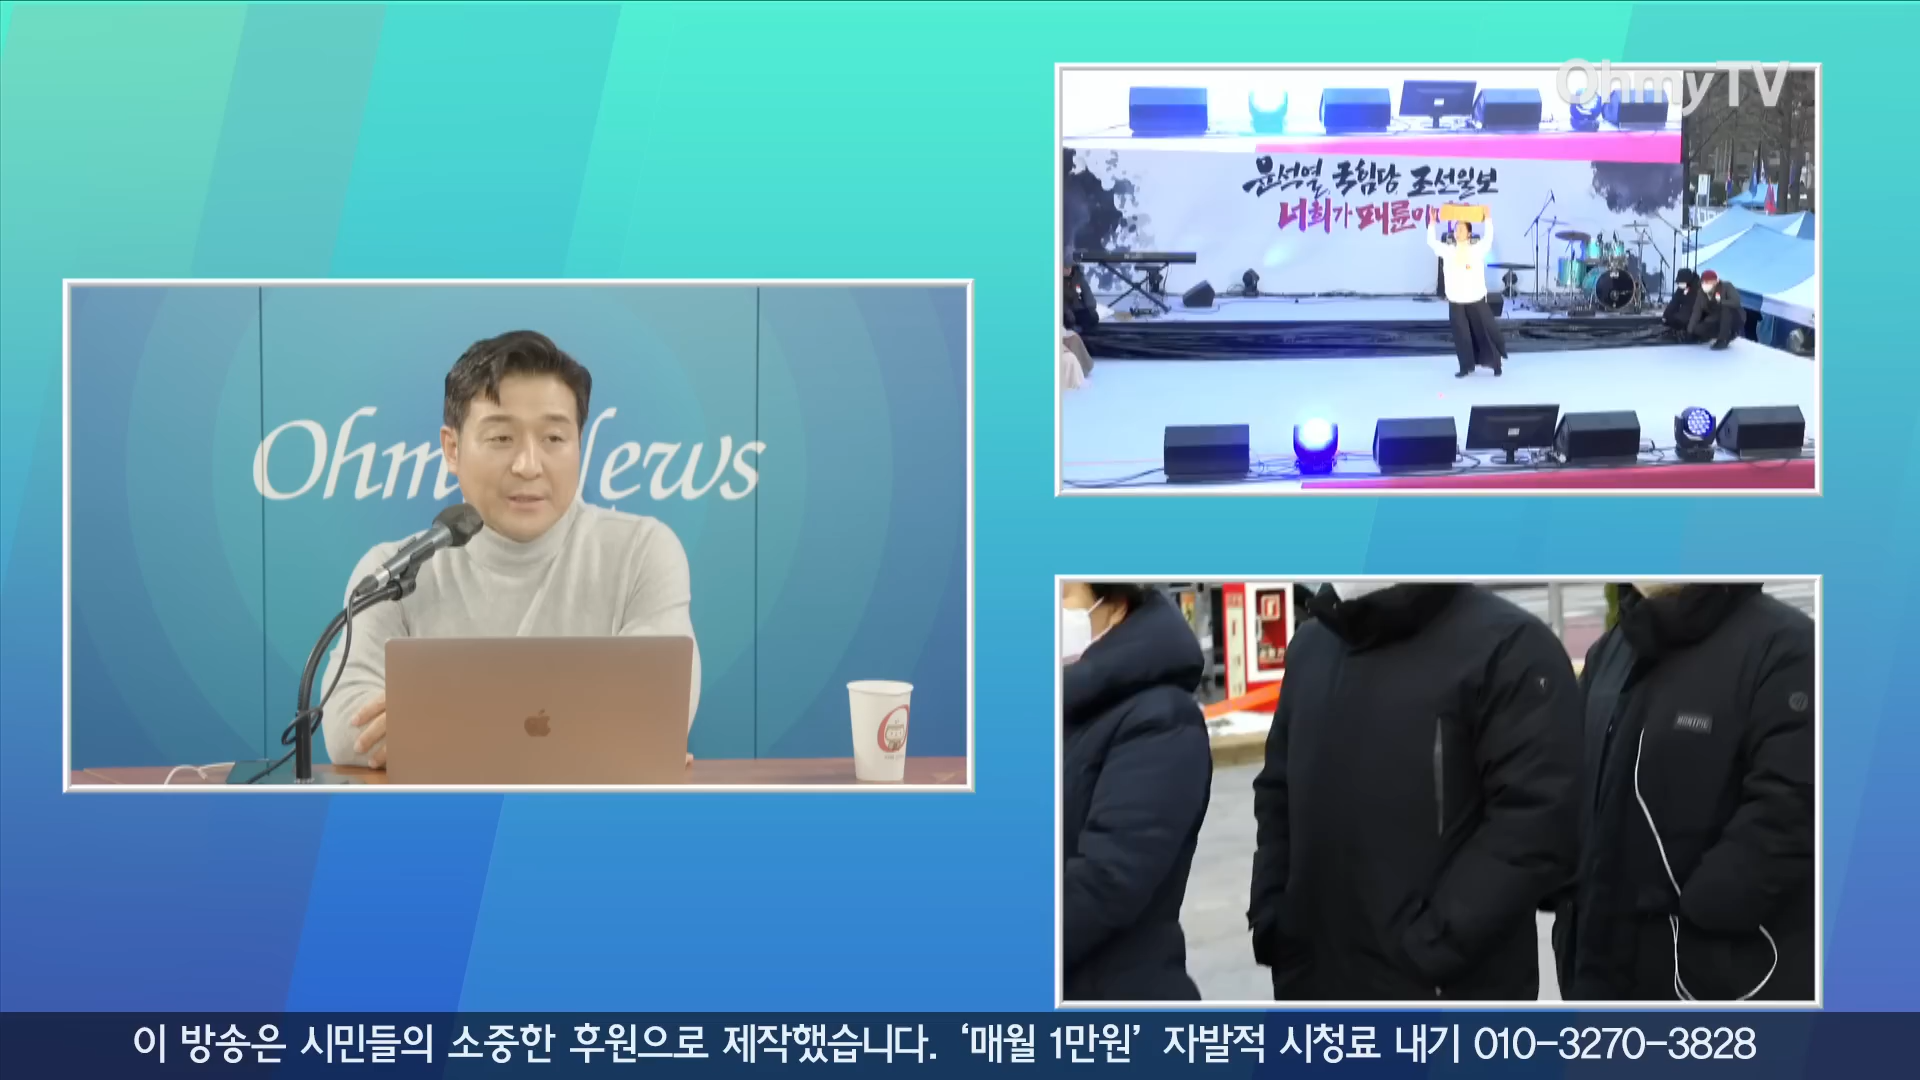 OhmyTV
윤석열 국힘당 조선일보
너희가 패륜이
Ohm News
MONTPIL
이 방송은 시민들의 소중한 후원으로 제작했습니다. ‘매월 1만원’ 자발적 시청료 내기 010-3270-3828